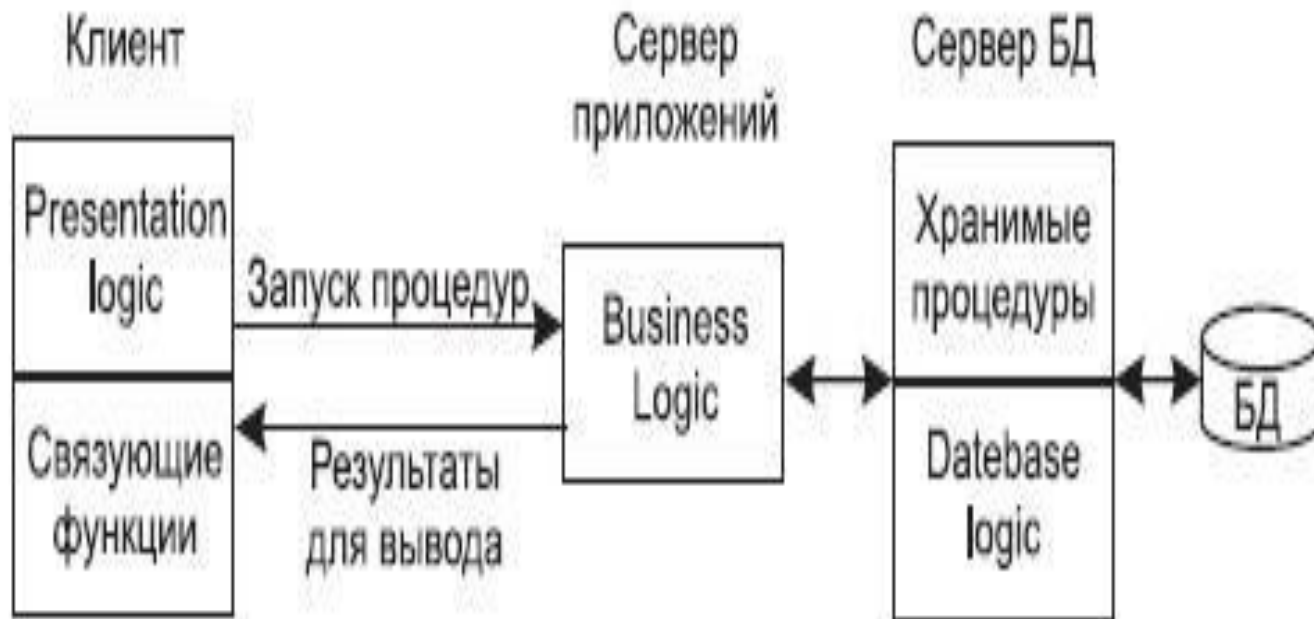 Клиент
Сервер
приложений
Сервер БД
Presentation
logic
Связующие
функции
Запуск процедур
Результаты
для вывода
Business
Logic
Хранимые
процедуры
Datebase
logic
БД